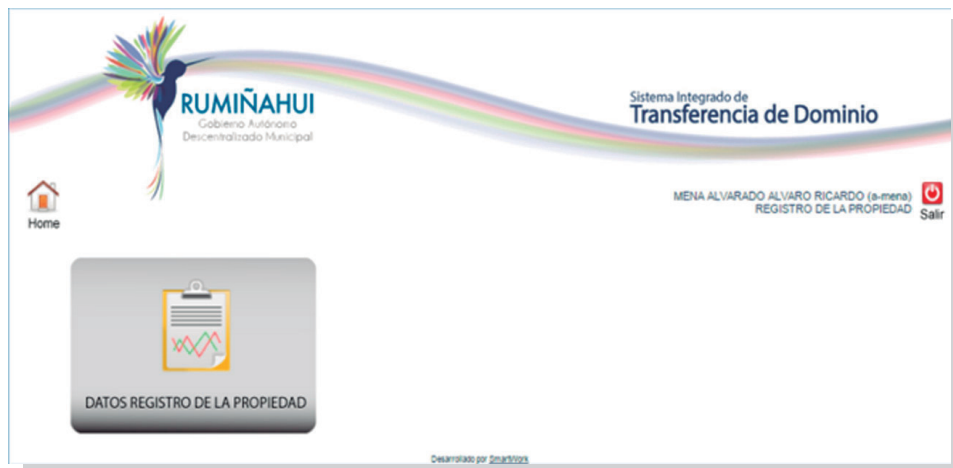 RUMIÑAHUI
Gobierno Autónomo
Descentralizado Municipal
Sistema Integrado de
Transferencia de Dominio
Home
MENA ALVARADO ALVARO RICARDO (a-mena)
REGISTRO DE LA PROPIEDAD
Salir
DATOS REGISTRO DE LA PROPIEDAD
Desarrollado por SmartWork